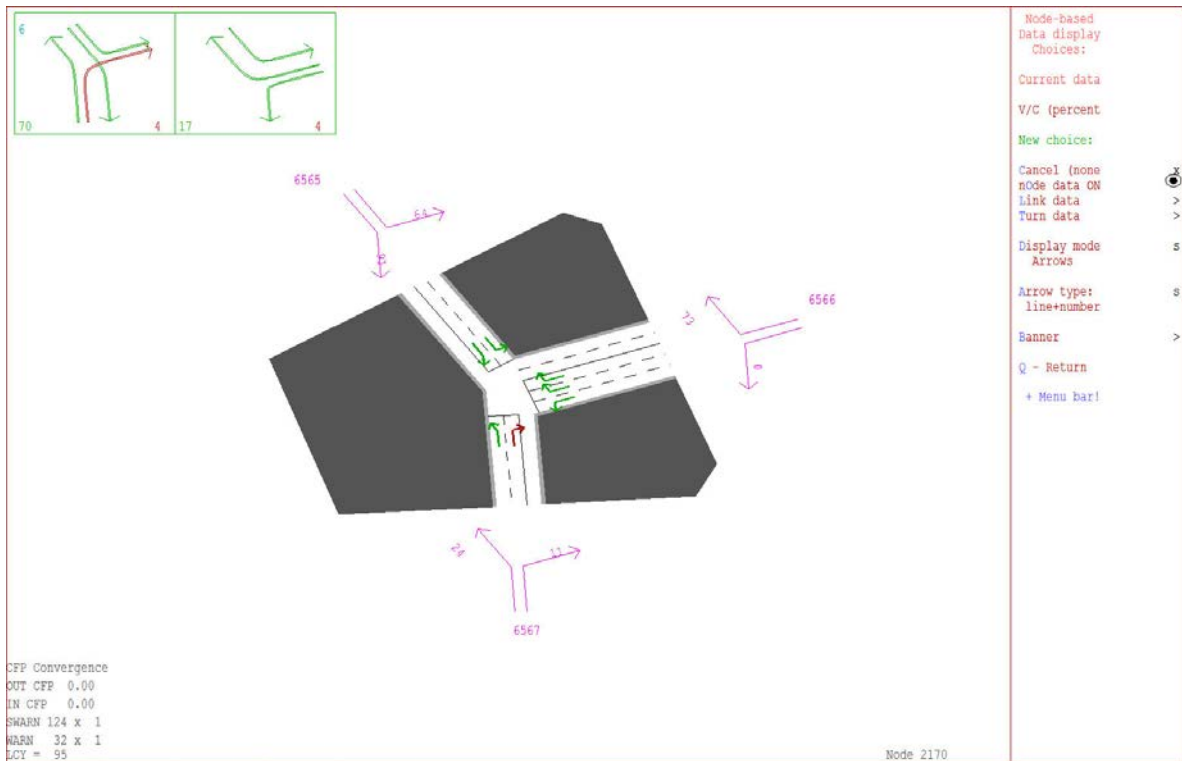 6
70
4
17
4
6565
64
6566
73
0
24
11
6567
CFP Convergence
OUT CFP 0.00
IN CFP 0.00
SWARN 124 x 1
WARN 32 x 1
LCY = 95
Node 2170
Node-based
Data display
Choices:
Current data
V/C (percent
New choice:
Cancel (none x
nOde data ON
Link data >
Turn data >
Display mode s
Arrows
Arrow type: s
line+number
Banner >
Q - Return
+ Menu bar!